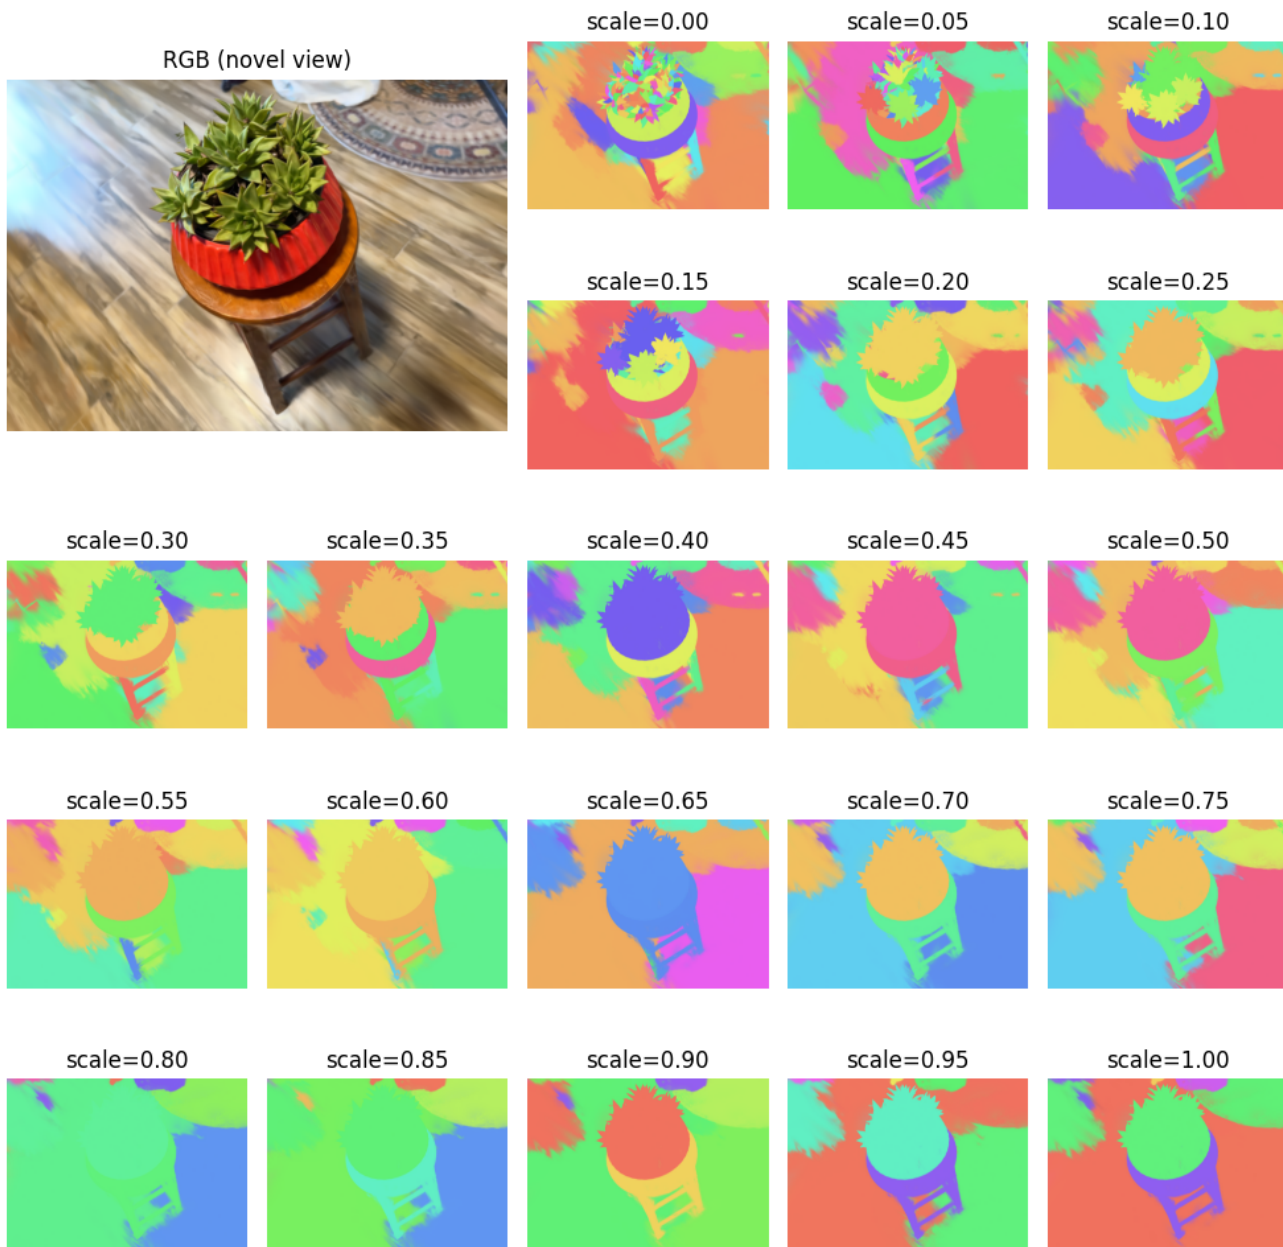 RGB (novel view)
scale=0.00
scale=0.05
scale=0.10
scale=0.15
scale=0.20
scale=0.25
scale=0.30
scale=0.35
scale=0.40
scale=0.45
scale=0.50
scale=0.55
scale=0.60
scale=0.65
scale=0.70
scale=0.75
scale=0.80
scale=0.85
scale=0.90
scale=0.95
scale=1.00